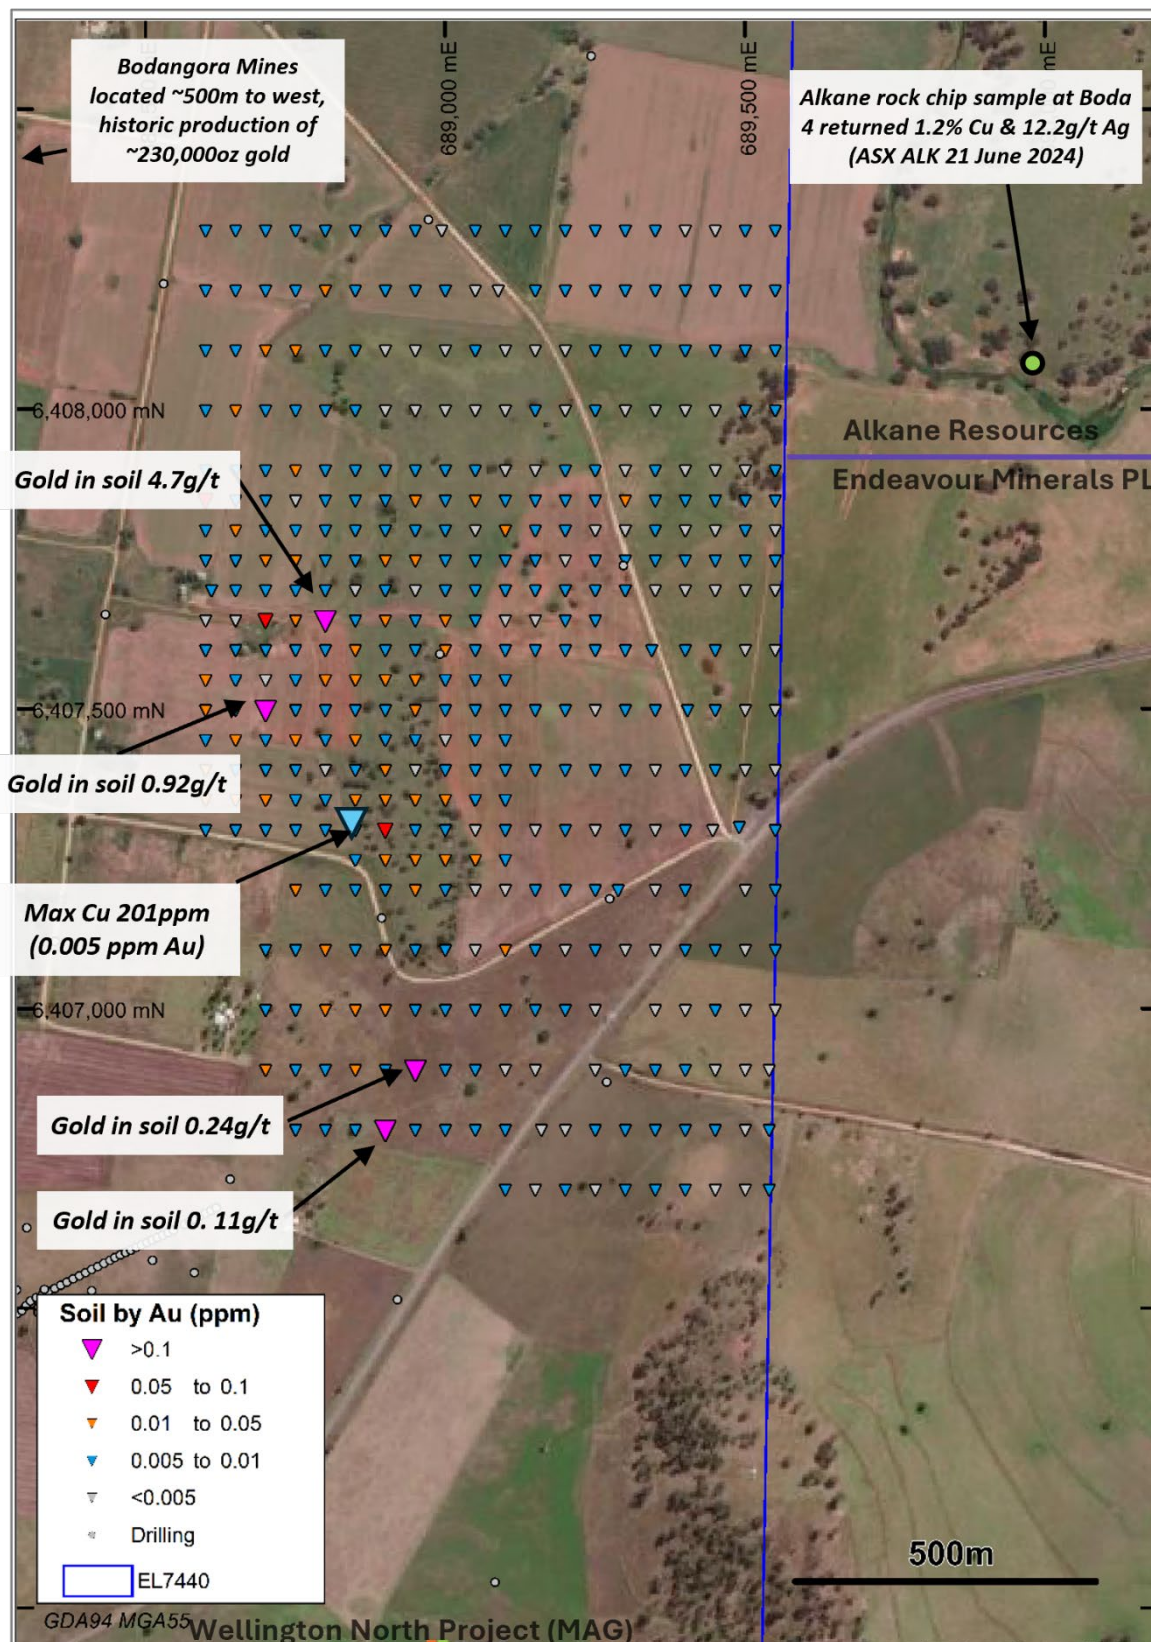 Bodangora Mines
located ~500m to west,
historic production of
~230,000oz gold
689,000 mE
689,500 mE
Alkane rock chip sample at Boda
4 returned 1.2% Cu & 12.2g/t Ag
(ASX ALK 21 June 2024)
6,408,000 mN
Alkane Resources
Endeavour Minerals PL
Gold in soil 4.7g/t
6,407,500 mN
Gold in soil 0.92g/t
Max Cu 201ppm
(0.005 ppm Au)
6,407,000 mN
Gold in soil 0.24g/t
Gold in soil 0. 11g/t
Soil by Au (ppm)
>0.1
0.05 to 0.1
0.01 to 0.05
0.005 to 0.01
<0.005
Drilling
EL7440
GDA94 MGA55
500m
Wellington North Project (MAG)